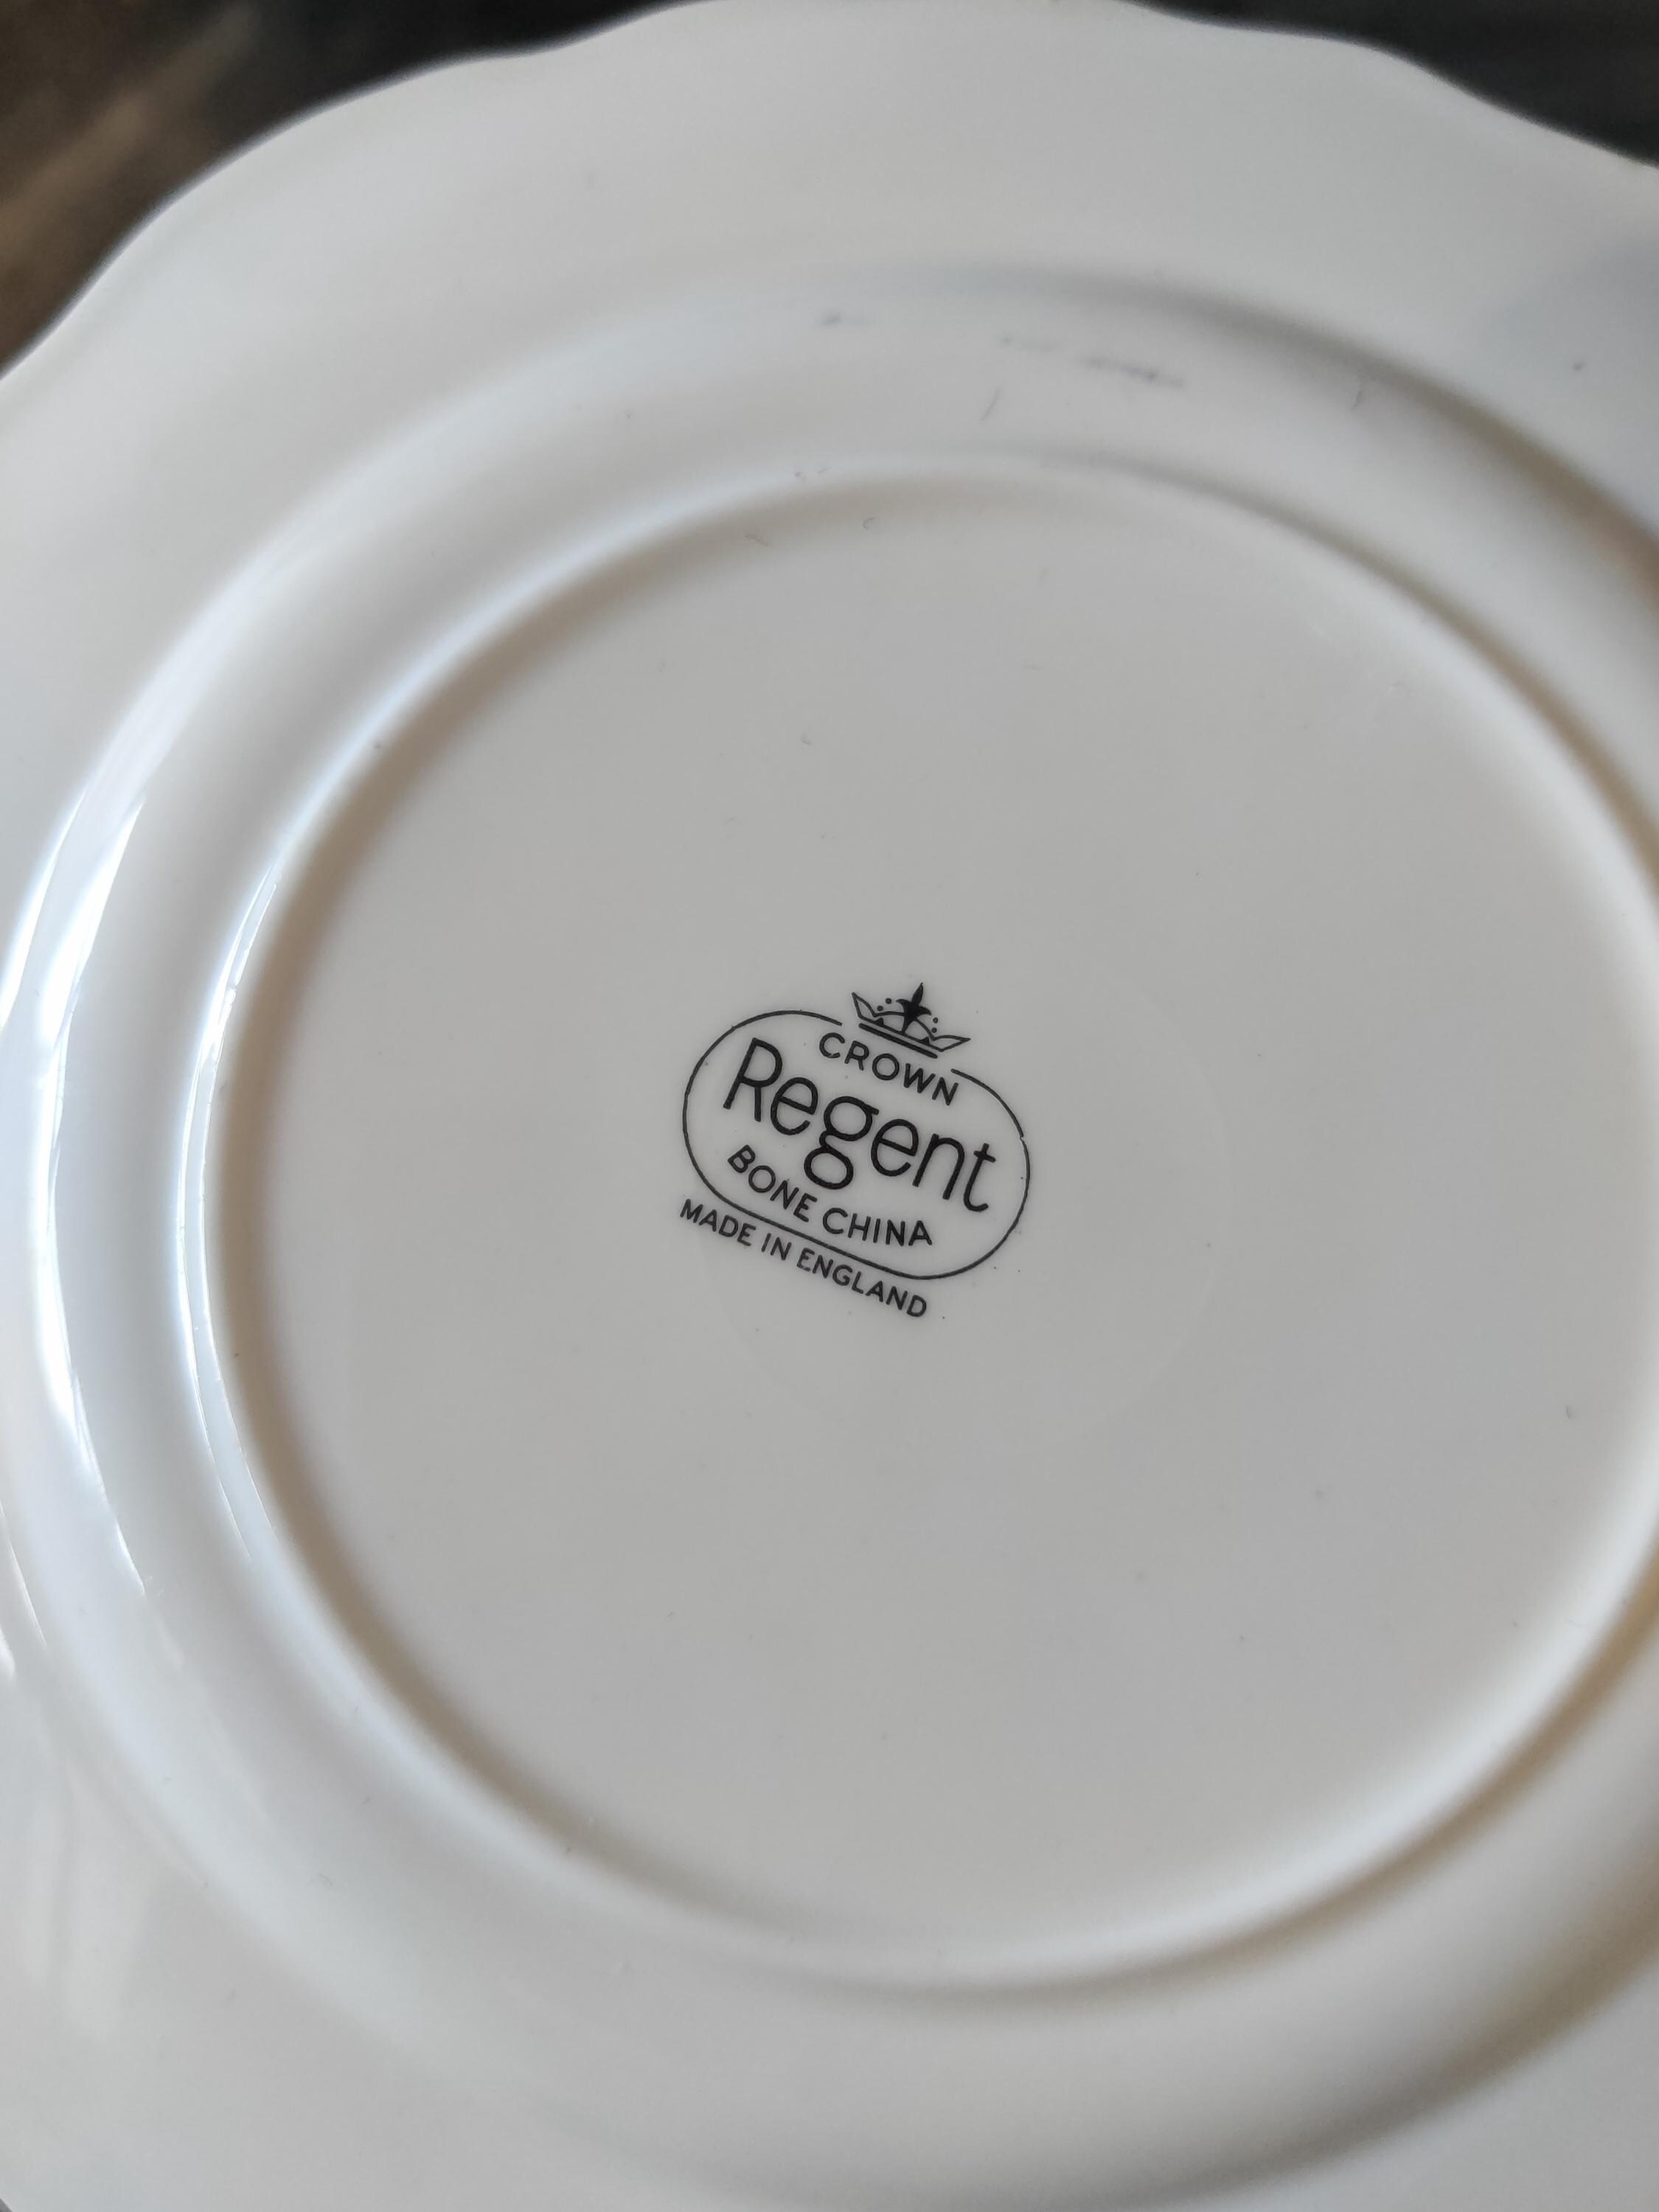 CROWN
Regent
BONE CHINA
MADE IN ENGLAND